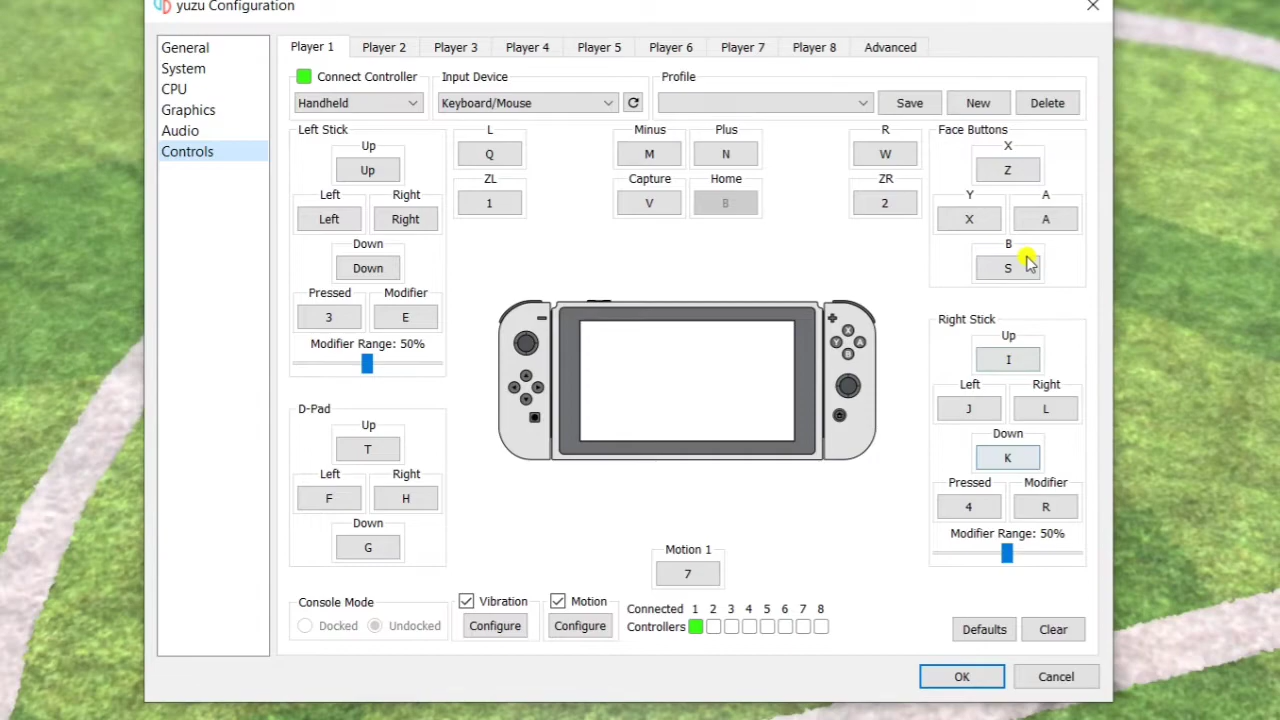 yuzu Configuration
General
System
CPU
Graphics
Audio
Controls
Player 1 Player 2 Player 3 Player 4 Player 5 Player 6 Player 7 Player 8 Advanced
Connect Controller Input Device Profile
Handheld Keyboard/Mouse Save New Delete
Left Stick
Up
Up
Left Right
Left Right
Down
Down
Pressed Modifier
3 E
Modifier Range: 50%
D-Pad
Up
T
Left Right
F H
Down
G
L
Q
ZL
1
Minus Plus
M N
Capture Home
V B
R
W
ZR
2
Face Buttons
X
Z
Y A
X A
B
S
X
Y A
B
Right Stick
Up
I
Left Right
J L
Down
K
Pressed Modifier
4 R
Modifier Range: 50%
Motion 1
7
Console Mode
Docked Undocked
Vibration
Configure
Motion
Configure
Connected 1 2 3 4 5 6 7 8
Controllers
Defaults Clear
OK Cancel